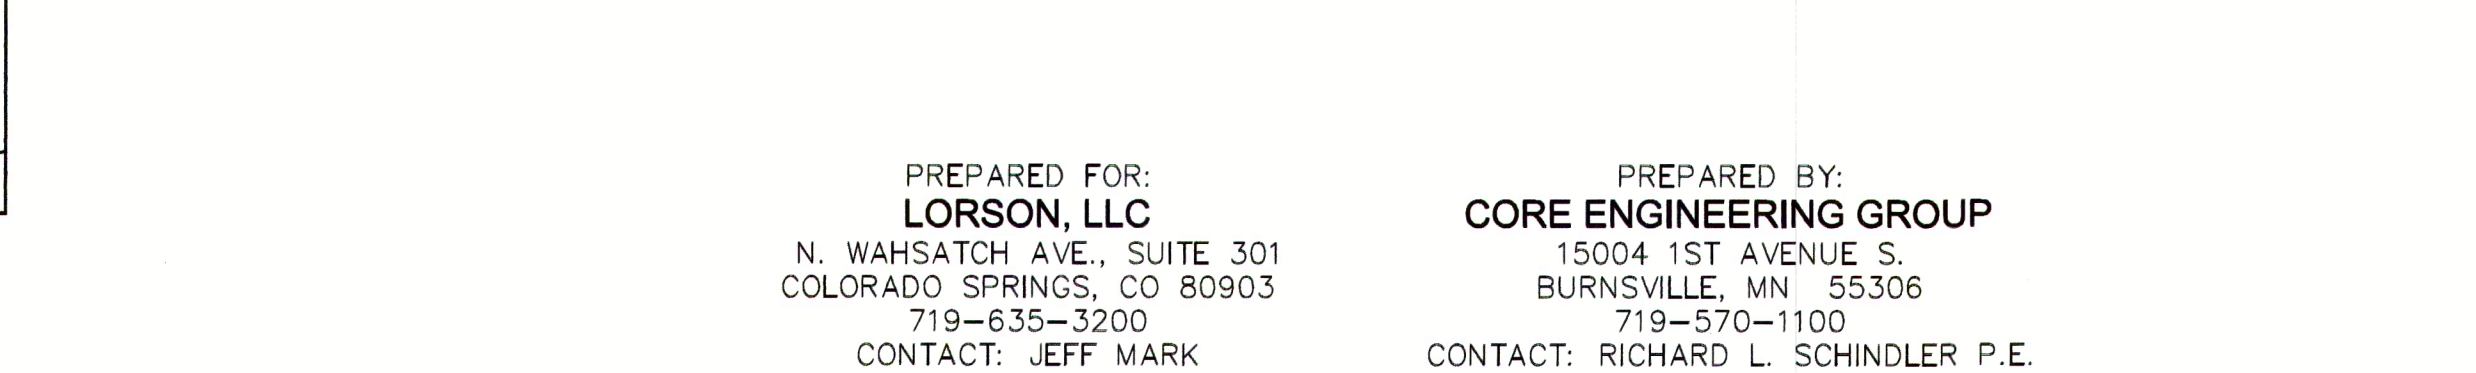 PREPARED FOR:
LORSON, LLC
N. WAHSATCH AVE., SUITE 301
COLORADO SPRINGS, CO 80903
719-635-3200
CONTACT: JEFF MARK
PREPARED BY:
CORE ENGINEERING GROUP
15004 1ST AVENUE S.
BURNSVILLE, MN 55306
719-570-1100
CONTACT: RICHARD L. SCHINDLER P.E.